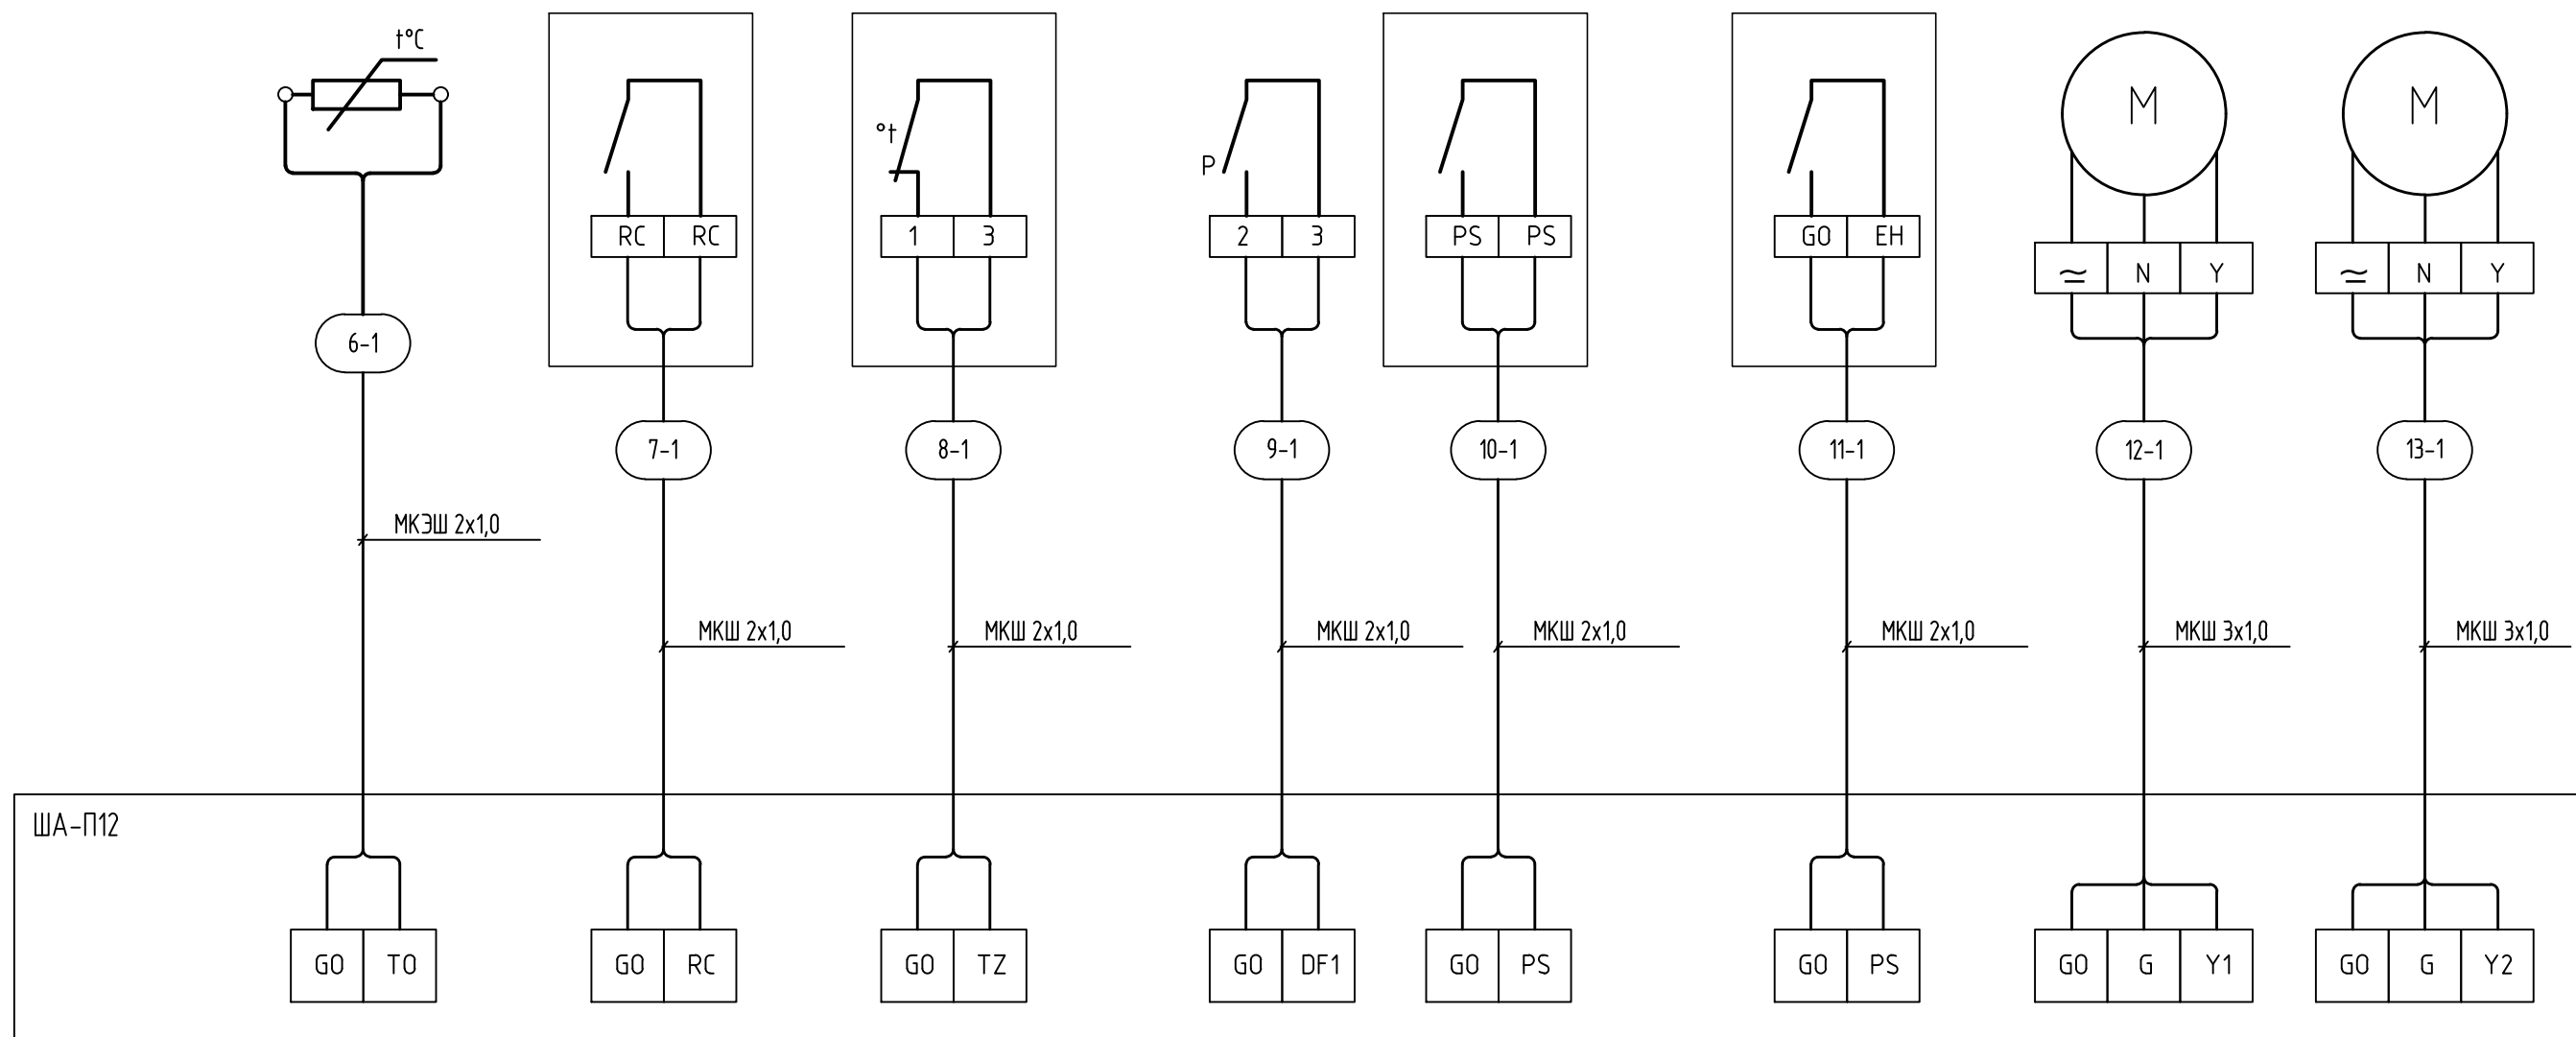 t°C
°t
P
M
M
RC RC
1 3
2 3
PS PS
GO EH
≃ N Y
≃ N Y
6-1
7-1
8-1
9-1
10-1
11-1
12-1
13-1
МКЭШ 2х1,0
МКШ 2х1,0
МКШ 2х1,0
МКШ 2х1,0
МКШ 2х1,0
МКШ 2х1,0
МКШ 3х1,0
МКШ 3х1,0
ША-П12
GO TO
GO RC
GO TZ
GO DF1
GO PS
GO PS
GO G Y1
GO G Y2